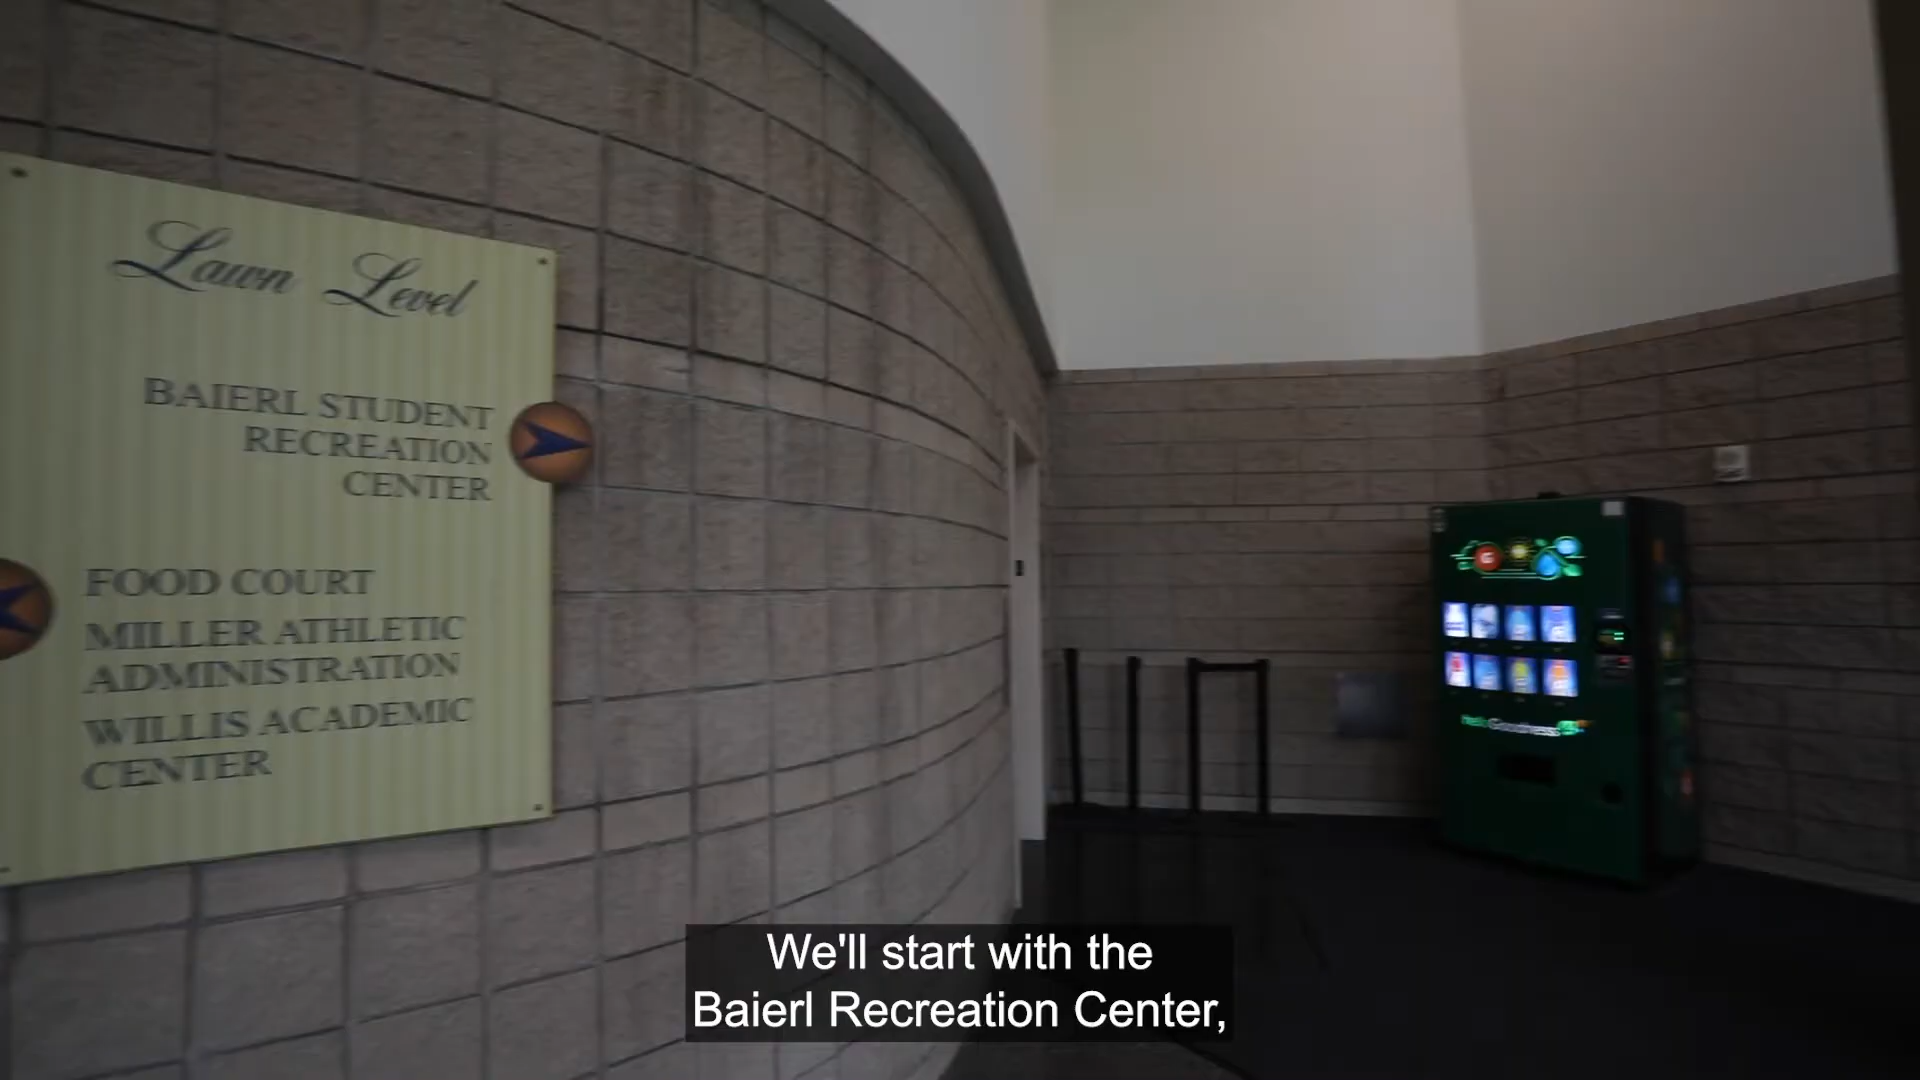 Lawn Level
BAIERL STUDENT
RECREATION
CENTER
FOOD COURT
MILLER ATHLETIC
ADMINISTRATION
WILLIS ACADEMIC
CENTER
G
We'll start with the
Baierl Recreation Center,